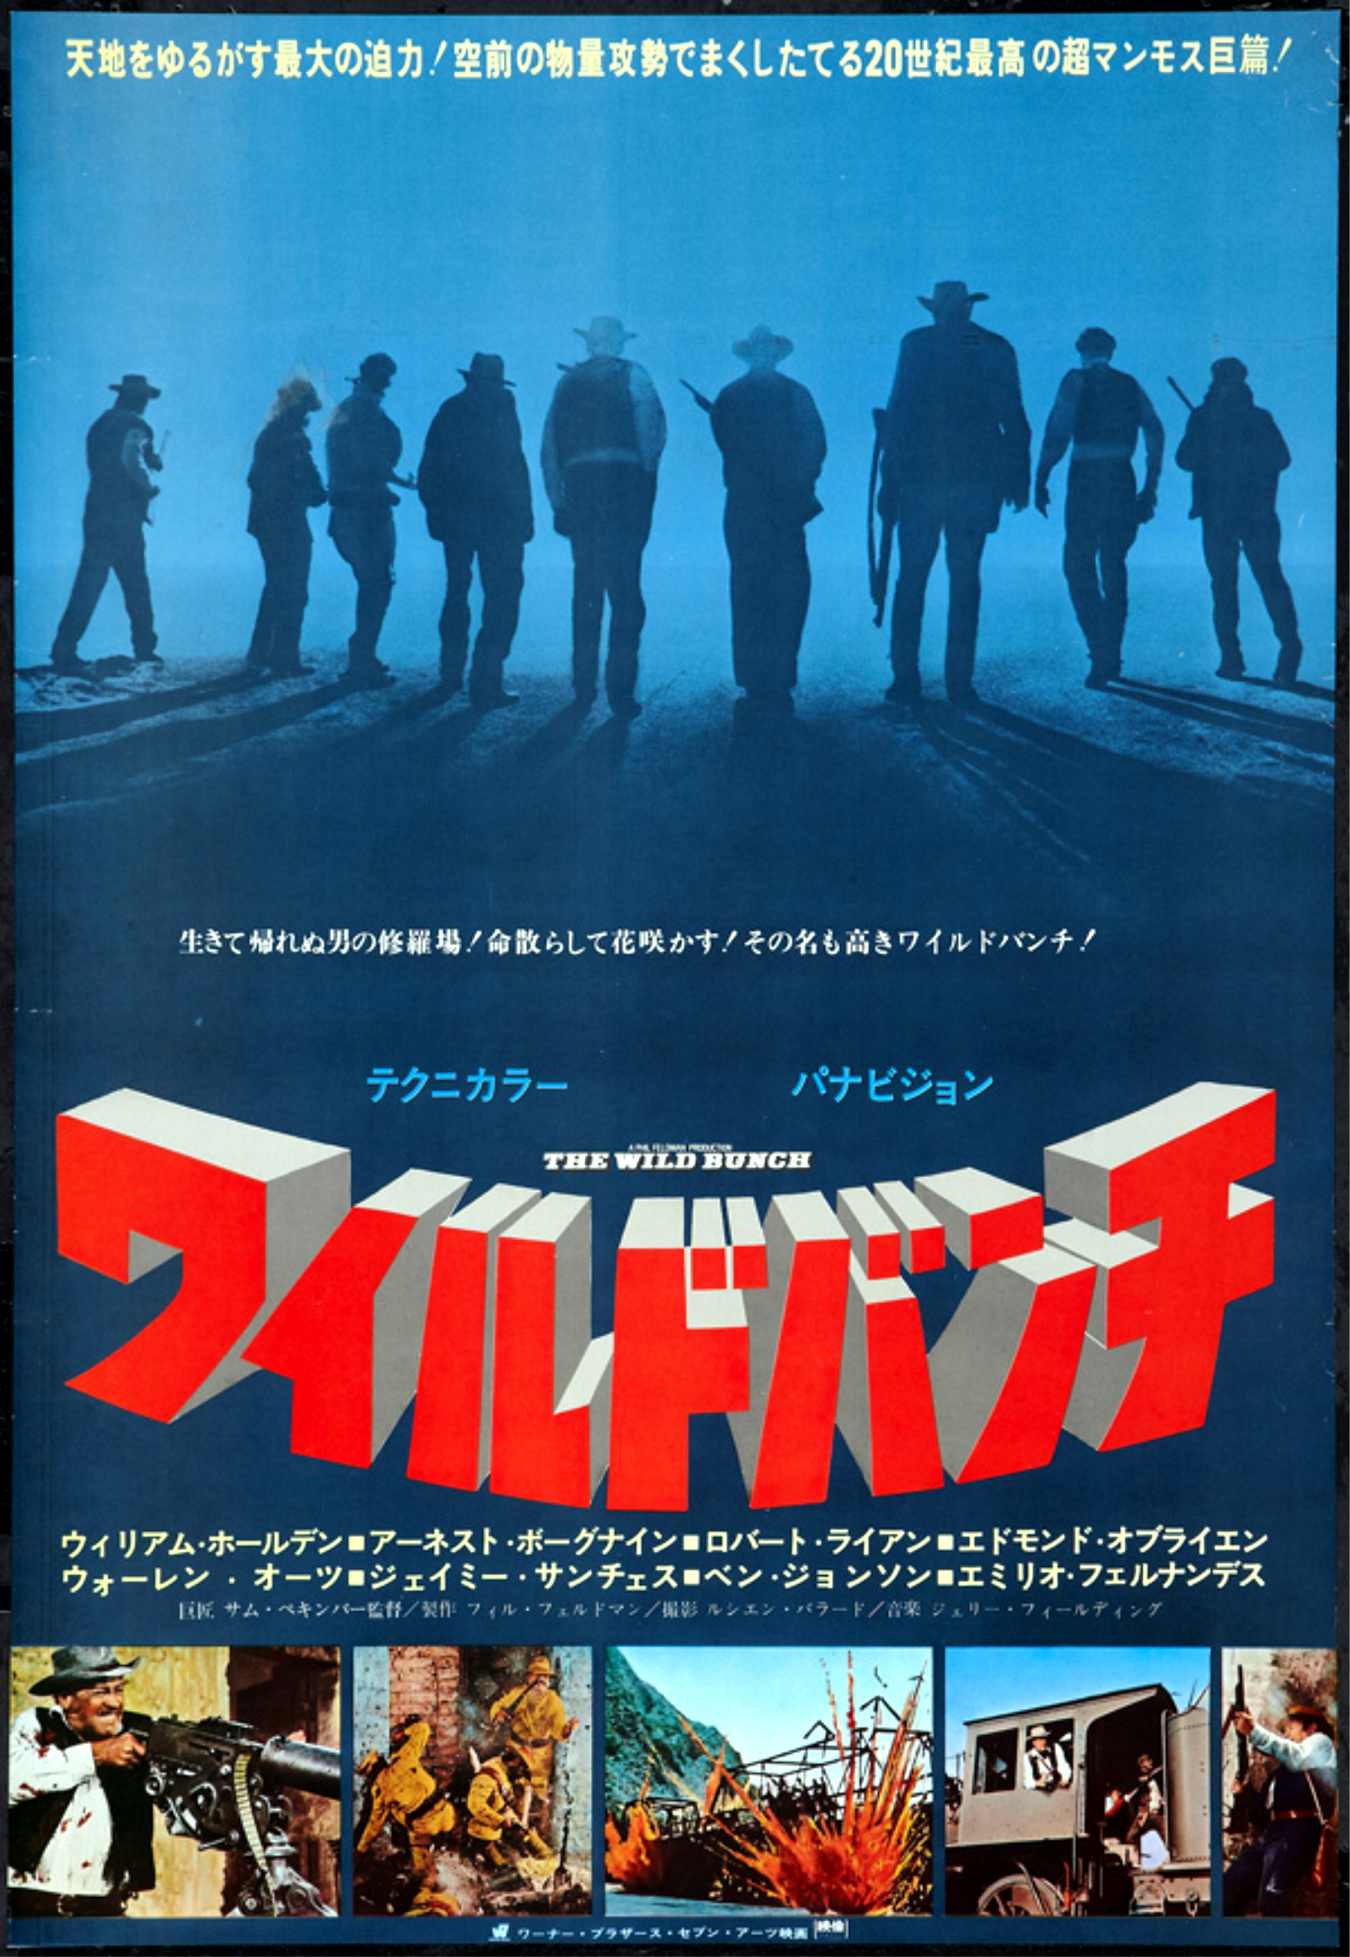 天地をゆるがす最大の迫力!空前の物量攻勢でまくしたてる20世紀最高の超マンモス巨篇!
生きて帰れぬ男の修羅場!命散らして花咲かす!その名も高きワイルドバンチ!
テクニカラー パナビジョン
A PHIL FELDMAN PRODUCTION
THE WILD BUNCH
ワイルドバンチ
ウィリアム・ホールデン■アーネスト・ボーグナイン■ロバート・ライアン■エドモンド・オブライエン
ウォーレン・オーツ■ジェイミー・サンチェス■ベン・ジョンソン■エミリオ・フェルナンデス
巨匠 サム・ペキンパー監督/製作 フィル・フェルドマン/撮影 ルシエン・バラード/音楽 ジェリー・フィールディング
ワーナー・ブラザース・セブン・アーツ映画 映倫